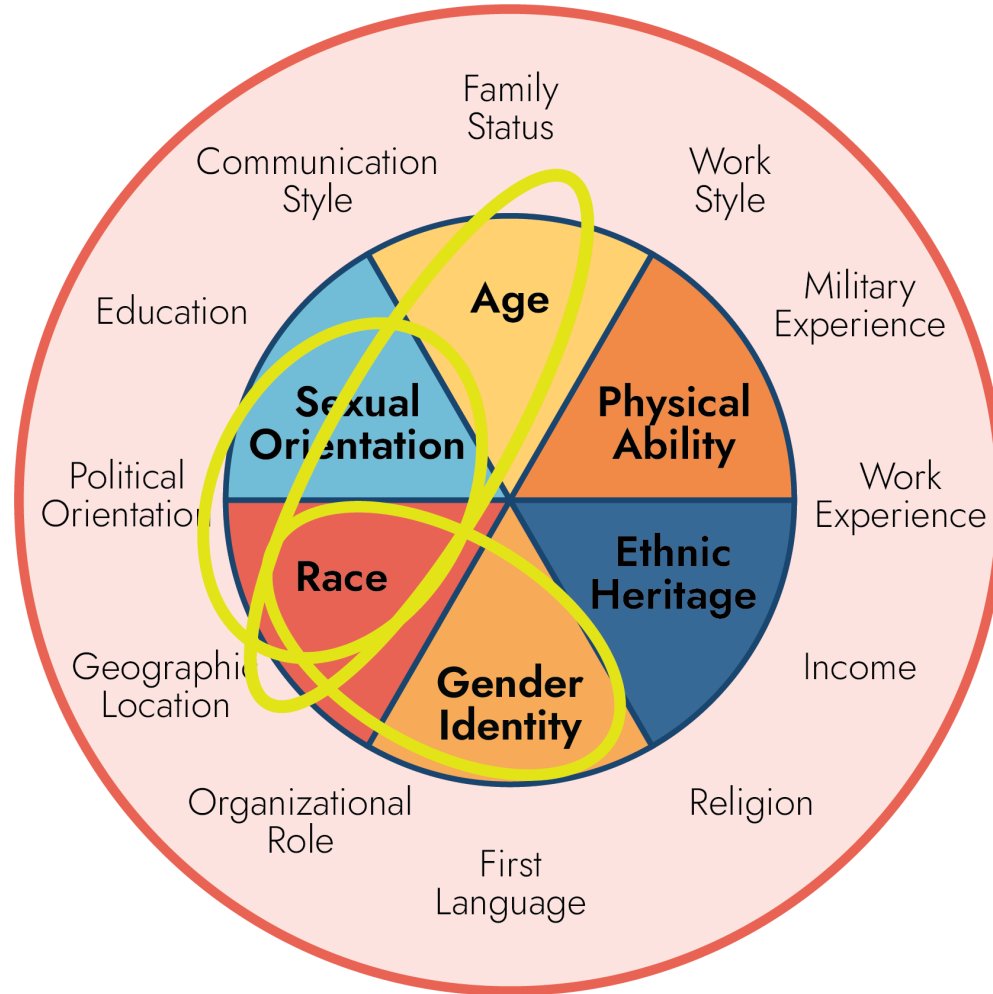 Family
Status
Communication
Style
Work
Style
Education
Military
Experience
Age
Sexual
Orientation
Physical
Ability
Political
Orientation
Work
Experience
Race
Ethnic
Heritage
Geographic
Location
Gender
Identity
Income
Organizational
Role
Religion
First
Language